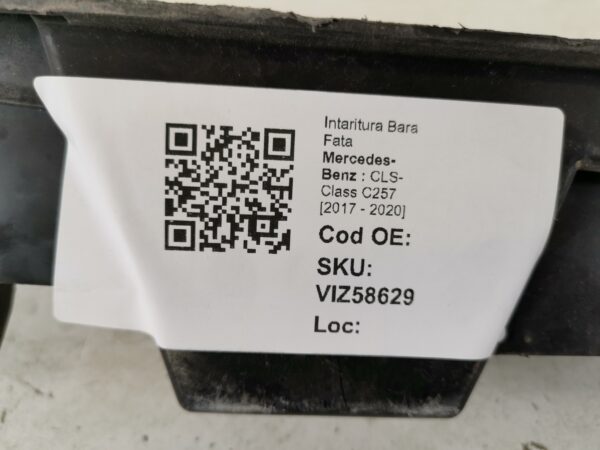 Intaritura Bara
Fata
Mercedes-
Benz : CLS-
Class C257
[2017 - 2020]
Cod OE:
SKU:
VIZ58629
Loc: